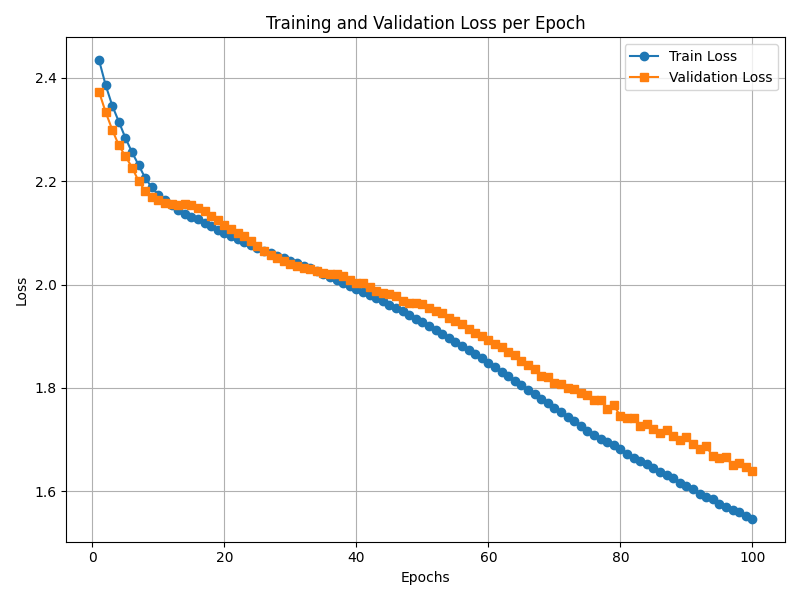 Training and Validation Loss per Epoch
Train Loss
Validation Loss
Loss
2.4
2.2
2.0
1.8
1.6
0 20 40 60 80 100
Epochs